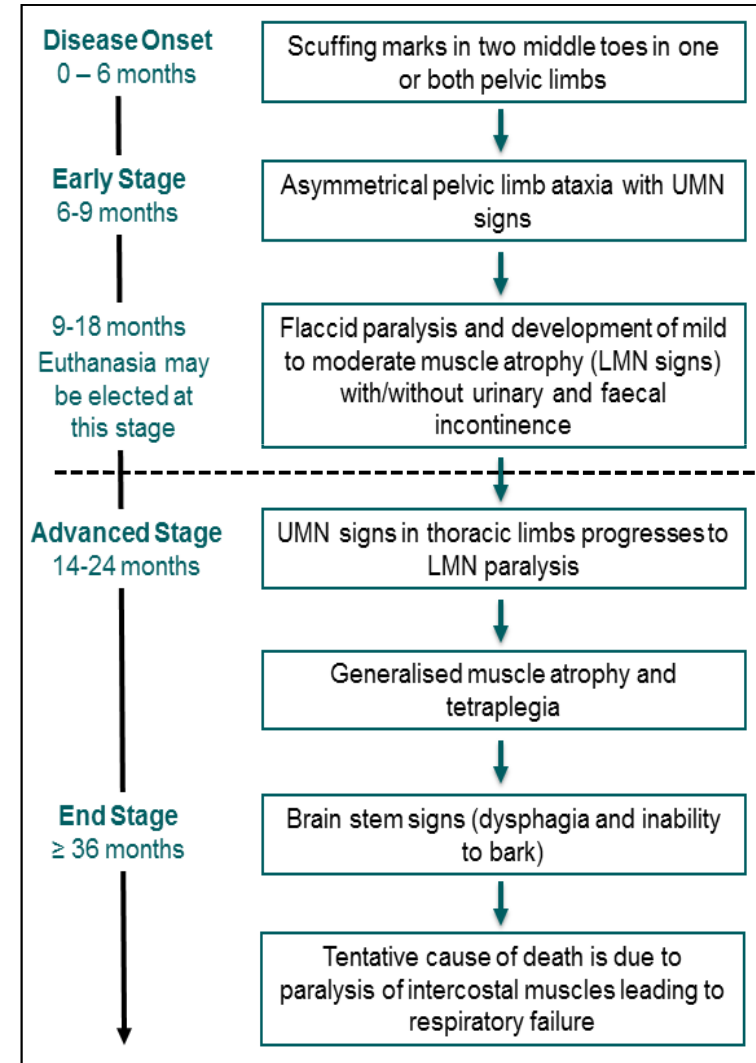 Disease Onset
0 – 6 months
Scuffing marks in two middle toes in one
or both pelvic limbs
Early Stage
6-9 months
Asymmetrical pelvic limb ataxia with UMN
signs
9-18 months
Euthanasia may
be elected at
this stage
Flaccid paralysis and development of mild
to moderate muscle atrophy (LMN signs)
with/without urinary and faecal
incontinence
Advanced Stage
14-24 months
UMN signs in thoracic limbs progresses to
LMN paralysis
Generalised muscle atrophy and
tetraplegia
End Stage
≥ 36 months
Brain stem signs (dysphagia and inability
to bark)
Tentative cause of death is due to
paralysis of intercostal muscles leading to
respiratory failure